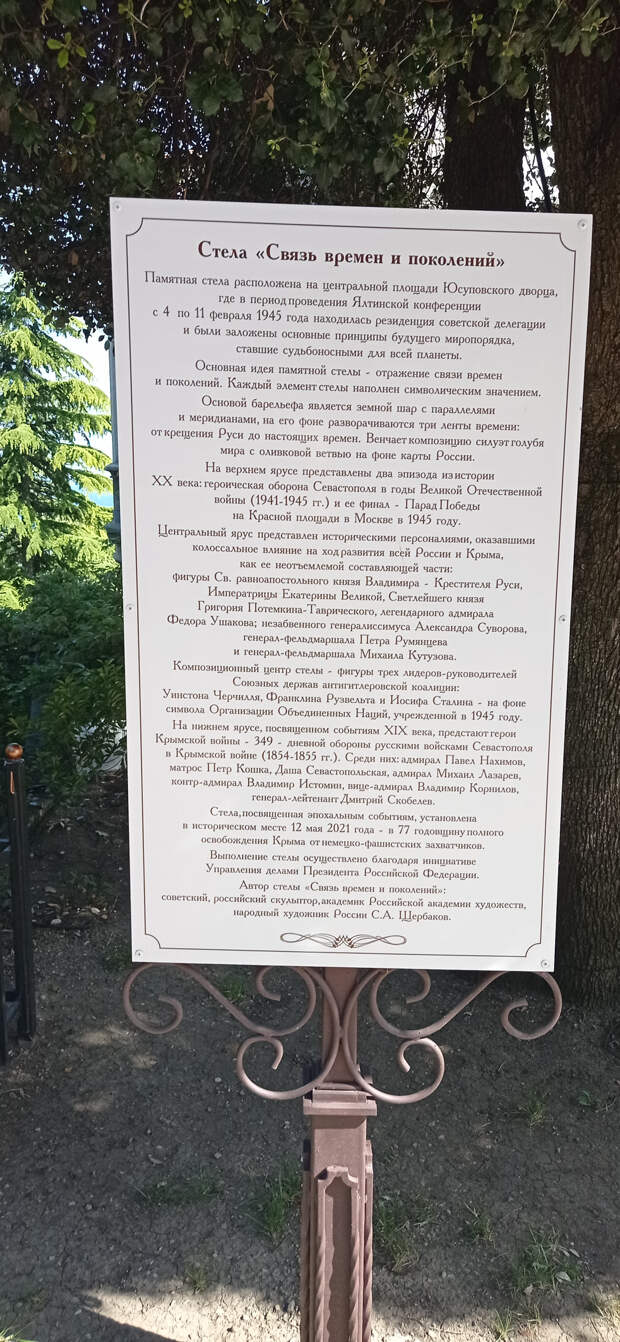 Стела «Связь времен и поколений»
Памятная стела расположена на центральной площади Юсуповского дворца,
где в период проведения Ялтинской конференции
с 4 по 11 февраля 1945 года находилась резиденция советской делегации
и были заложены основные принципы будущего миропорядка,
ставшие судьбоносными для всей планеты.
Основная идея памятной стелы - отражение связи времен
и поколений. Каждый элемент стелы наполнен символическим значением.
Основой барельефа является земной шар с параллелями
и меридианами, на его фоне разворачиваются три ленты времени:
от крещения Руси до настоящих времен. Венчает композицию силуэт голубя
мира с оливковой ветвью на фоне карты России.
На верхнем ярусе представлены два эпизода из истории
XX века: героическая оборона Севастополя в годы Великой Отечественной
войны (1941-1945 гг.) и ее финал - Парад Победы
на Красной площади в Москве в 1945 году.
Центральный ярус представлен историческими персоналиями, оказавшими
колоссальное влияние на ход развития всей России и Крыма,
как ее неотъемлемой составляющей части:
фигуры Св. равноапостольного князя Владимира - Крестителя Руси,
Императрицы Екатерины Великой, Светлейшего князя
Григория Потемкина-Таврического, легендарного адмирала
Федора Ушакова; незабвенного генералиссимуса Александра Суворова,
генерал-фельдмаршала Петра Румянцева
и генерал-фельдмаршала Михаила Кутузова.
Композиционный центр стелы - фигуры трех лидеров-руководителей
Союзных держав антигитлеровской коалиции:
Уинстона Черчилля, Франклина Рузвельта и Иосифа Сталина - на фоне
символа Организации Объединенных Наций, учрежденной в 1945 году.
На нижнем ярусе, посвященном событиям XIX века, предстают герои
Крымской войны - 349 - дневной обороны русскими войсками Севастополя
в Крымской войне (1854-1855 гг.). Среди них: адмирал Павел Нахимов,
матрос Петр Кошка, Даша Севастопольская, адмирал Михаил Лазарев,
контр-адмирал Владимир Истомин, вице-адмирал Владимир Корнилов,
генерал-лейтенант Дмитрий Скобелев.
Стела, посвященная эпохальным событиям, установлена
в историческом месте 12 мая 2021 года - в 77 годовщину полного
освобождения Крыма от немецко-фашистских захватчиков.
Выполнение стелы осуществлено благодаря инициативе
Управления делами Президента Российской Федерации.
Автор стелы «Связь времен и поколений»:
советский, российский скульптор, академик Российской академии художеств,
народный художник России С.А. Щербаков.